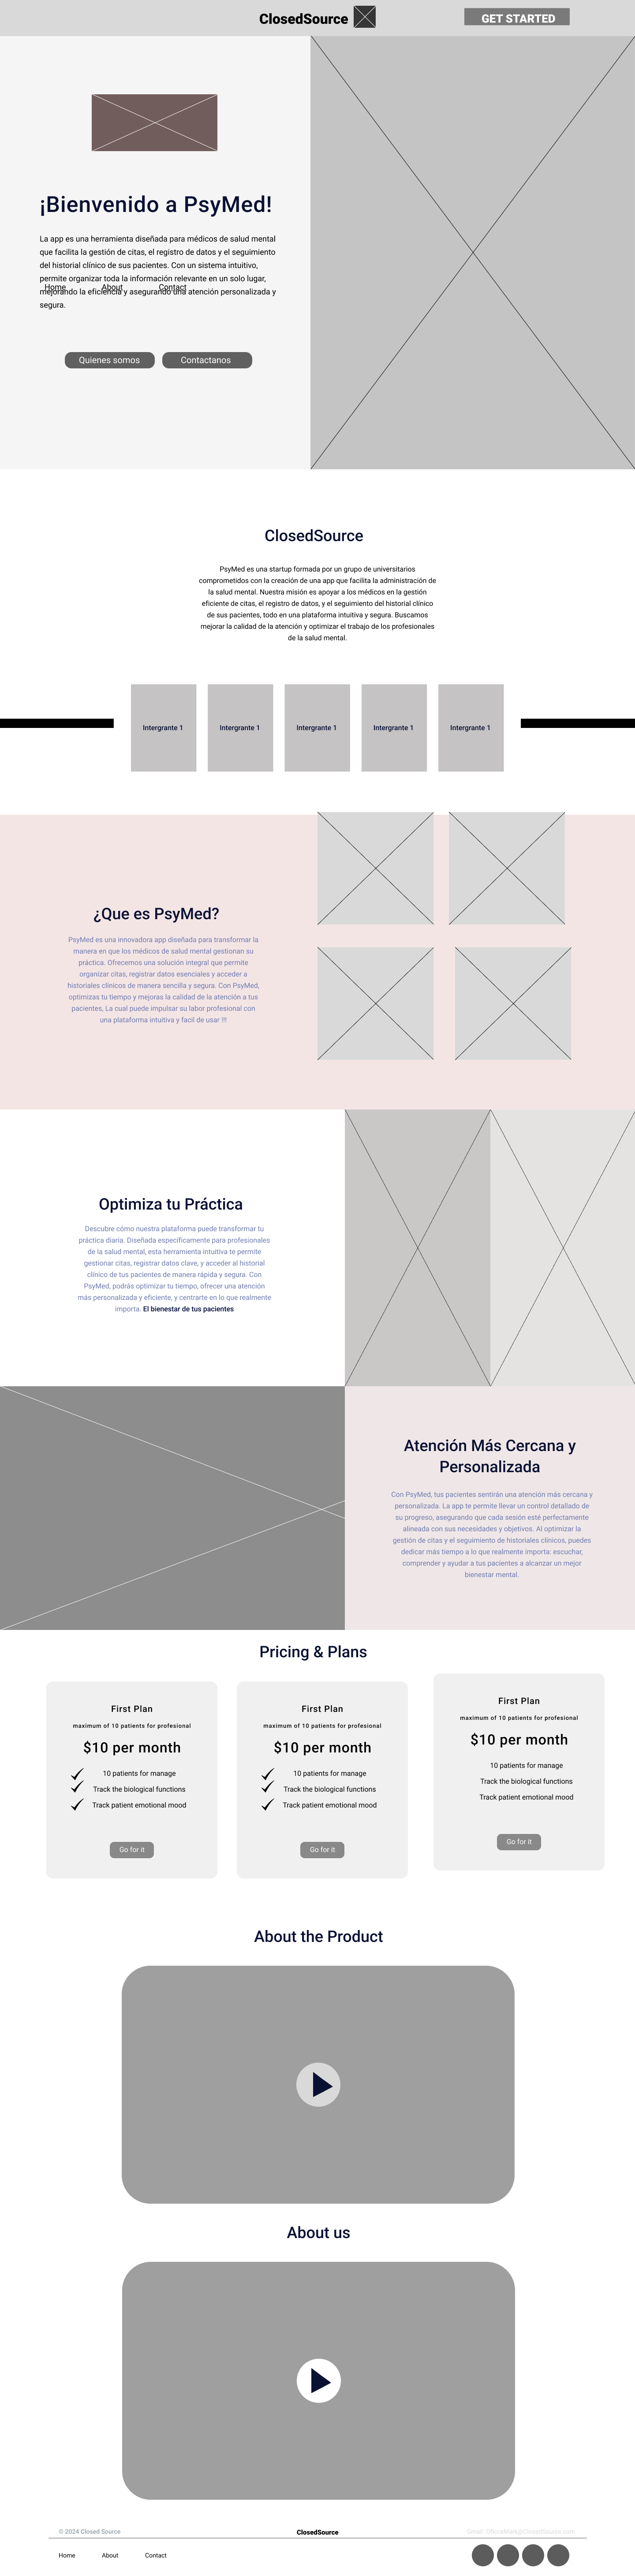 ClosedSource
GET STARTED
¡Bienvenido a PsyMed!
La app es una herramienta diseñada para médicos de salud mental
que facilita la gestión de citas, el registro de datos y el seguimiento
del historial clínico de sus pacientes. Con un sistema intuitivo,
permite organizar toda la información relevante en un solo lugar,
Home About Contact
mejorando la eficiencia y asegurando una atención personalizada y
segura.
Quienes somos Contactanos
ClosedSource
PsyMed es una startup formada por un grupo de universitarios
comprometidos con la creación de una app que facilita la administración de
la salud mental. Nuestra misión es apoyar a los médicos en la gestión
eficiente de citas, el registro de datos, y el seguimiento del historial clínico
de sus pacientes, todo en una plataforma intuitiva y segura. Buscamos
mejorar la calidad de la atención y optimizar el trabajo de los profesionales
de la salud mental.
Intergrante 1 Intergrante 1 Intergrante 1 Intergrante 1 Intergrante 1
¿Que es PsyMed?
PsyMed es una innovadora app diseñada para transformar la
manera en que los médicos de salud mental gestionan su
práctica. Ofrecemos una solución integral que permite
organizar citas, registrar datos esenciales y acceder a
historiales clínicos de manera sencilla y segura. Con PsyMed,
optimizas tu tiempo y mejoras la calidad de la atención a tus
pacientes, La cual puede impulsar su labor profesional con
una plataforma intuitiva y facil de usar !!!
Optimiza tu Práctica
Descubre cómo nuestra plataforma puede transformar tu
práctica diaria. Diseñada específicamente para profesionales
de la salud mental, esta herramienta intuitiva te permite
gestionar citas, registrar datos clave, y acceder al historial
clínico de tus pacientes de manera rápida y segura. Con
PsyMed, podrás optimizar tu tiempo, ofrecer una atención
más personalizada y eficiente, y centrarte en lo que realmente
importa. El bienestar de tus pacientes
Atención Más Cercana y
Personalizada
Con PsyMed, tus pacientes sentirán una atención más cercana y
personalizada. La app te permite llevar un control detallado de
su progreso, asegurando que cada sesión esté perfectamente
alineada con sus necesidades y objetivos. Al optimizar la
gestión de citas y el seguimiento de historiales clínicos, puedes
dedicar más tiempo a lo que realmente importa: escuchar,
comprender y ayudar a tus pacientes a alcanzar un mejor
bienestar mental.
Pricing & Plans
First Plan
maximum of 10 patients for profesional
$10 per month
10 patients for manage
Track the biological functions
Track patient emotional mood
Go for it
First Plan
maximum of 10 patients for profesional
$10 per month
10 patients for manage
Track the biological functions
Track patient emotional mood
Go for it
First Plan
maximum of 10 patients for profesional
$10 per month
10 patients for manage
Track the biological functions
Track patient emotional mood
Go for it
About the Product
About us
© 2024 Closed Source
ClosedSource
Home About Contact